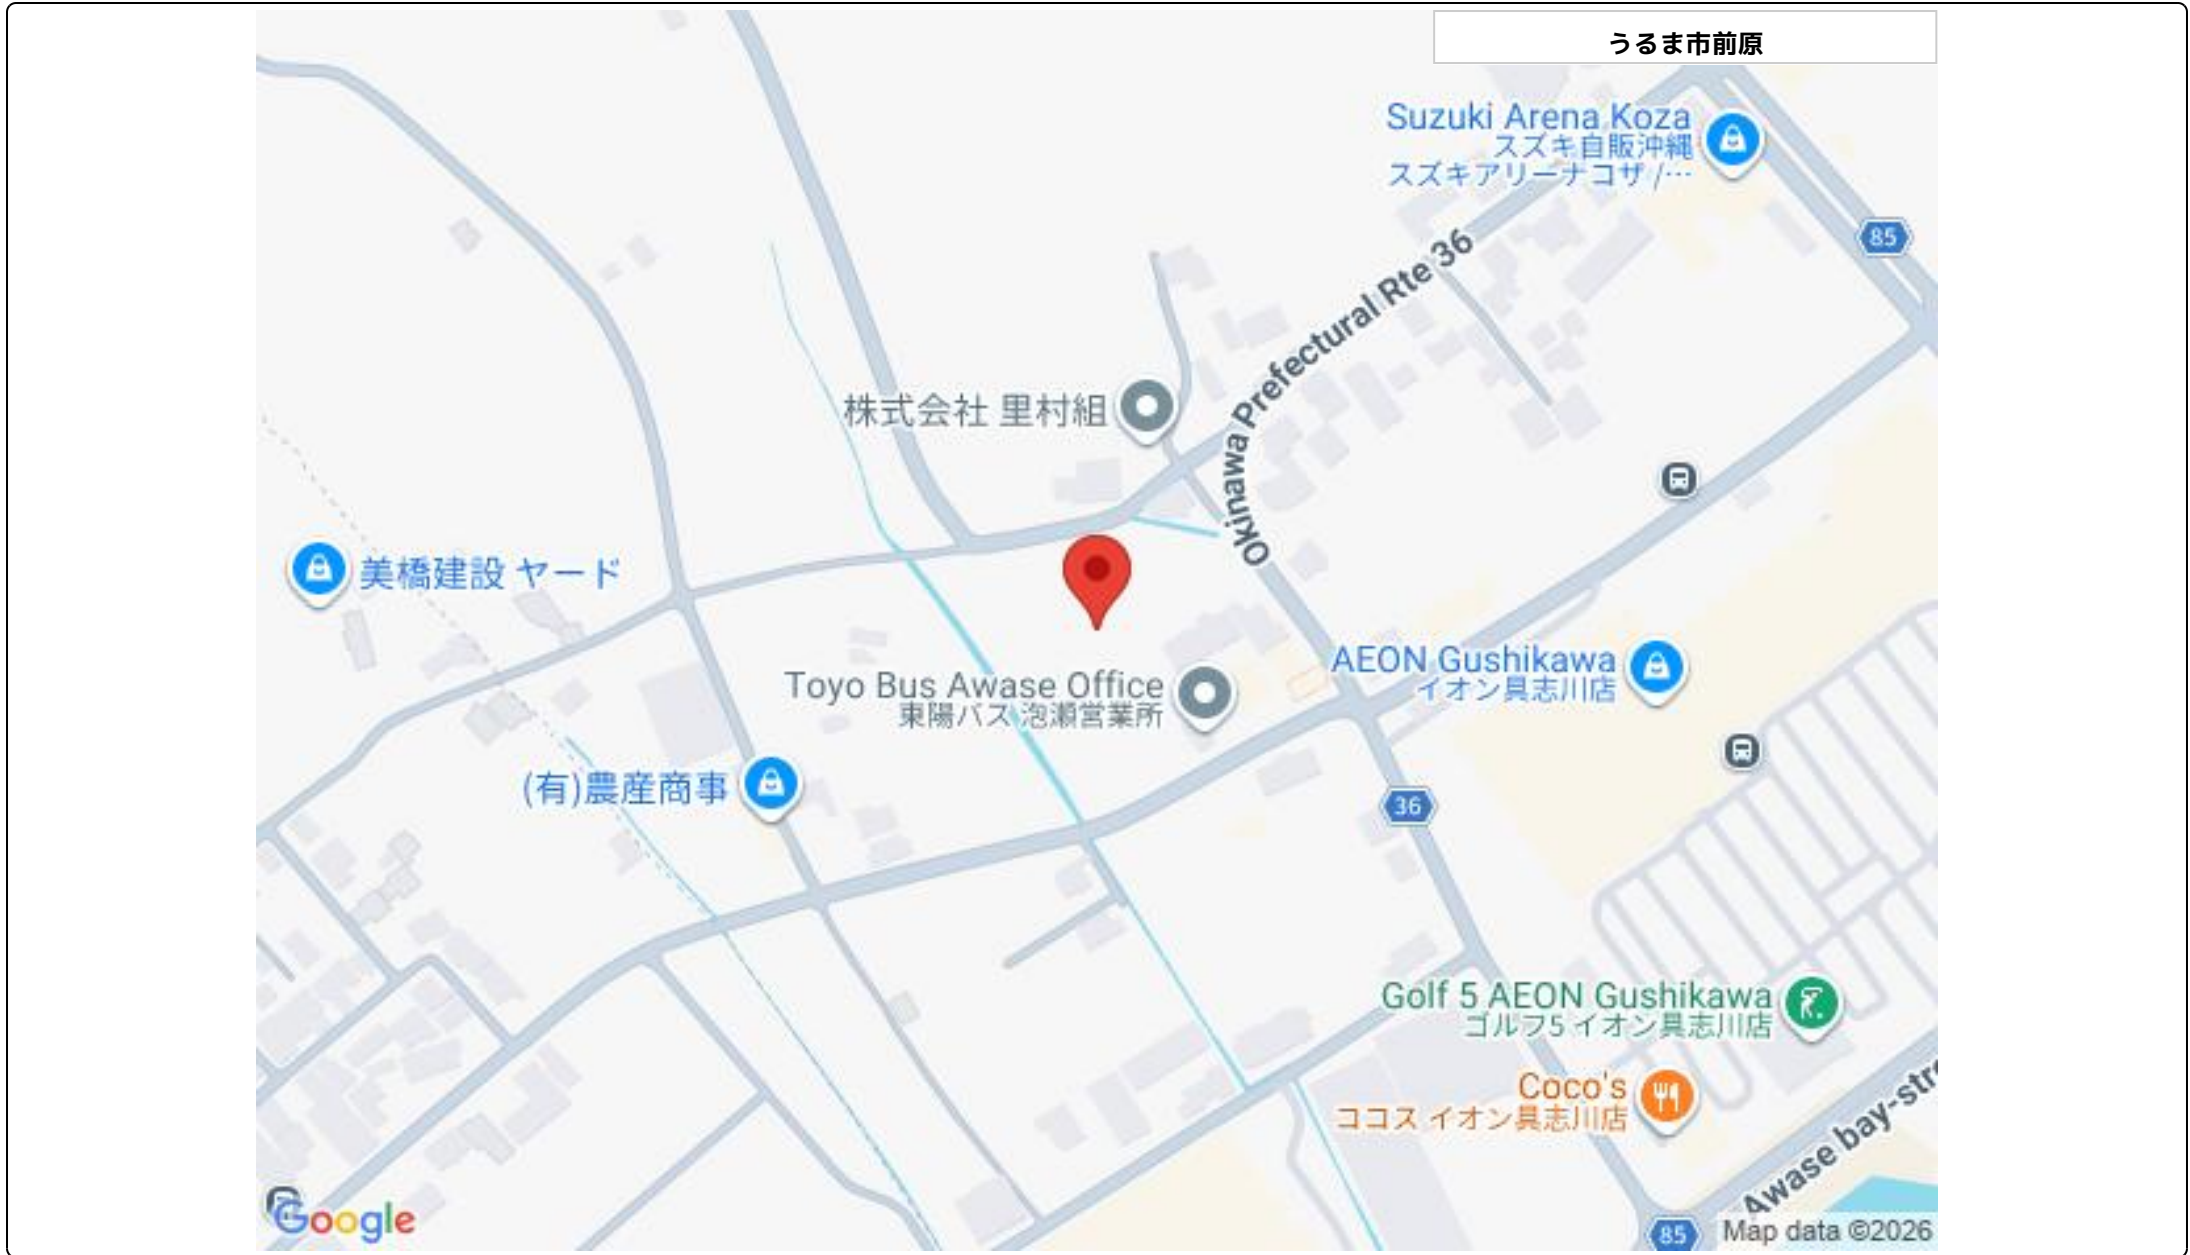 うるま市前原
Suzuki Arena Koza
スズキ自販沖縄
スズキアリーナコザ /…
85
Okinawa Prefectural Rte 36
株式会社 里村組
美橋建設 ヤード
AEON Gushikawa
イオン具志川店
Toyo Bus Awase Office
東陽バス 泡瀬営業所
(有)農産商事
36
Golf 5 AEON Gushikawa
ゴルフ5 イオン具志川店
Coco's
ココス イオン具志川店
Awase bay-str
Google
85
Map data ©2026